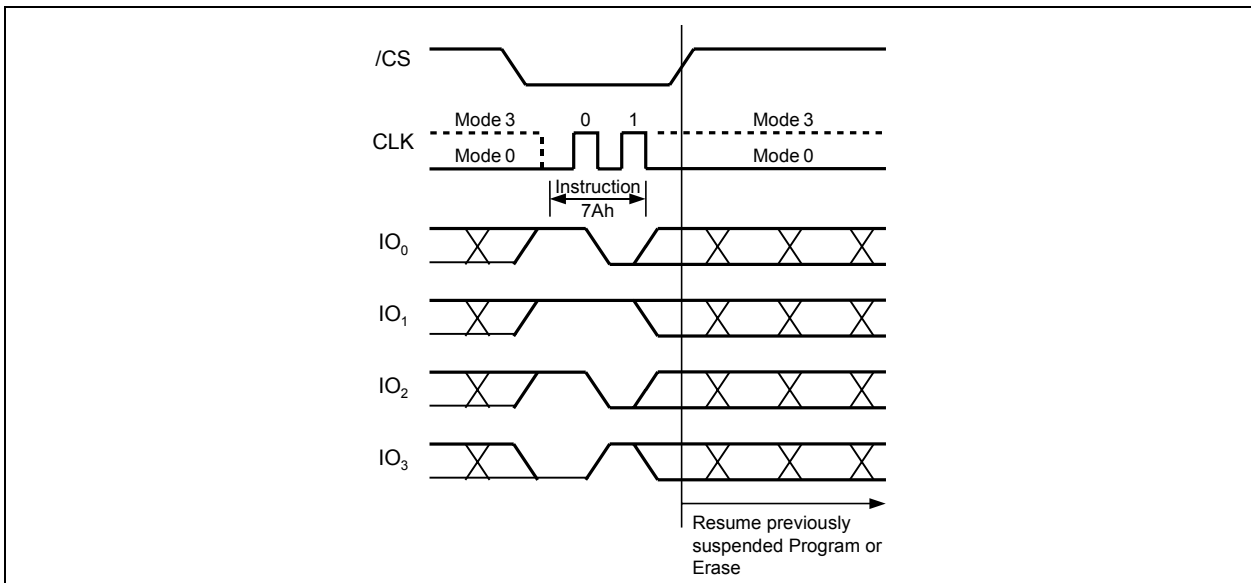 /CS
Mode 3 0 1 Mode 3
CLK
Mode 0 Mode 0
Instruction
7Ah
IO0
IO1
IO2
IO3
Resume previously
suspended Program or
Erase